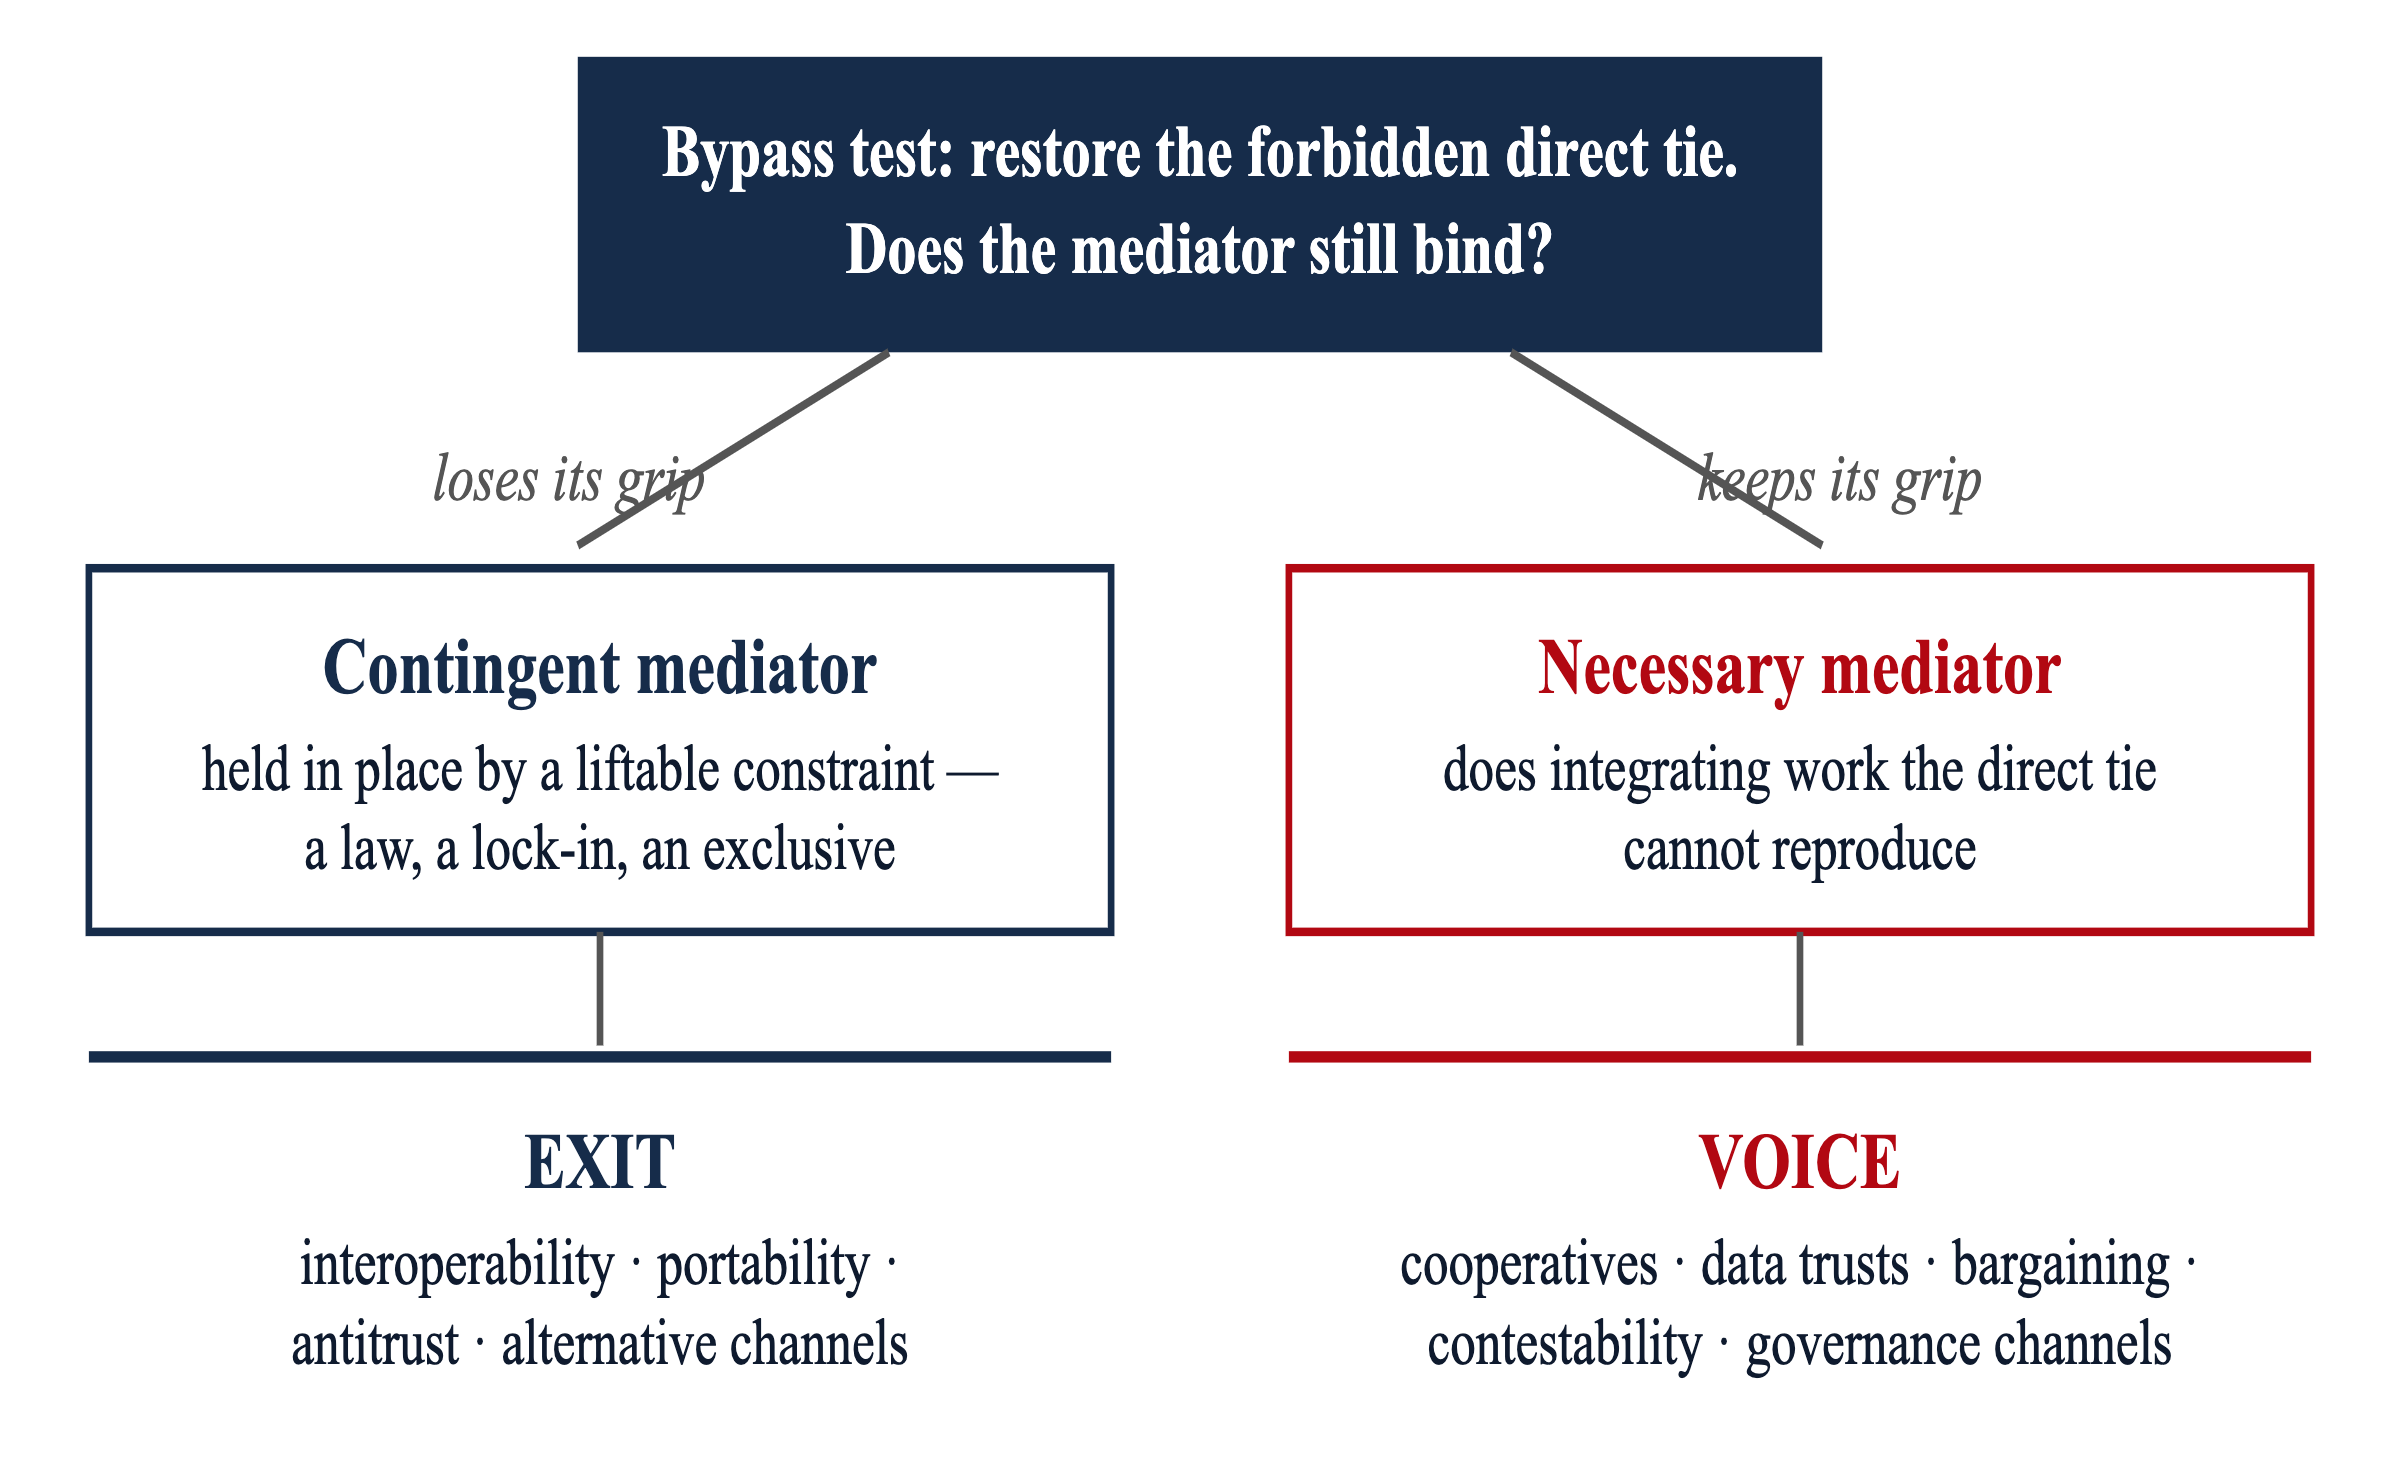 Bypass test: restore the forbidden direct tie.
Does the mediator still bind?
loses its grip
keeps its grip
Contingent mediator
held in place by a liftable constraint —
a law, a lock-in, an exclusive
Necessary mediator
does integrating work the direct tie
cannot reproduce
EXIT
interoperability · portability ·
antitrust · alternative channels
VOICE
cooperatives · data trusts · bargaining ·
contestability · governance channels